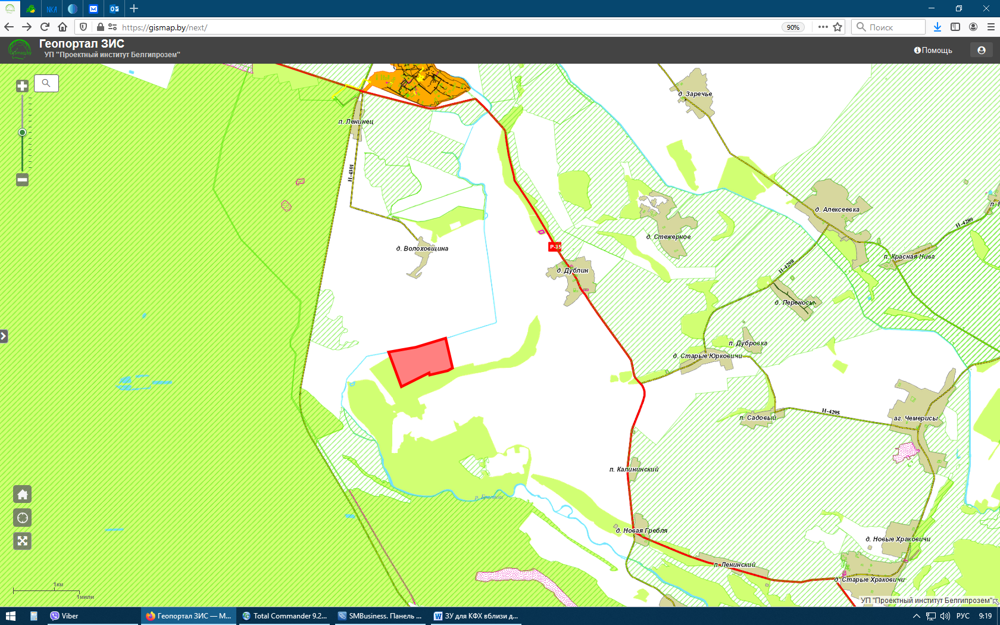 NKA
https://gismap.by/next/
90%
Поиск
Геопортал ЗИС
УП "Проектный институт Белгипрозем"
Помощь
д. Заречье
п. Ленинец
Н-4301
д. Алексеевка
Н-4289
д. Стежерное
Р-35
д. Волоховщина
п. Красная Нива
Н-4298
д. Дублин
д. Переносы
п. Дубровка
д. Старые Юрковичи
Н-4295
п. Садовый
аг. Чемерисы
п. Калининский
р. Брагинка
д. Новая Гребля
д. Новые Храковичи
п. Ленинский
д. Старые Храковичи
1км
1мили
УП "Проектный институт Белгипрозем"
Viber
Геопортал ЗИС — M...
Total Commander 9.2...
SMBusiness. Панель ...
ЗУ для КФХ вблизи д...
РУС
9:19